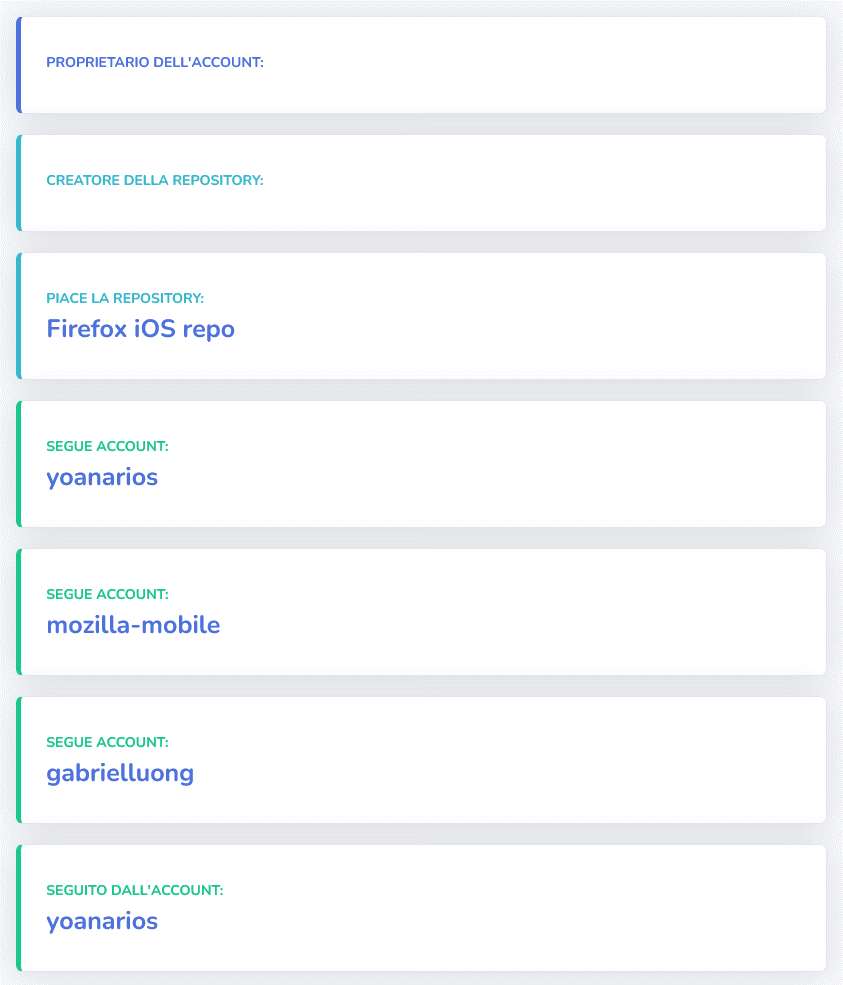 PROPRIETARIO DELL'ACCOUNT:
CREATORE DELLA REPOSITORY:
PIACE LA REPOSITORY:
Firefox iOS repo
SEGUE ACCOUNT:
yoanarios
SEGUE ACCOUNT:
mozilla-mobile
SEGUE ACCOUNT:
gabrielluong
SEGUITO DALL'ACCOUNT:
yoanarios